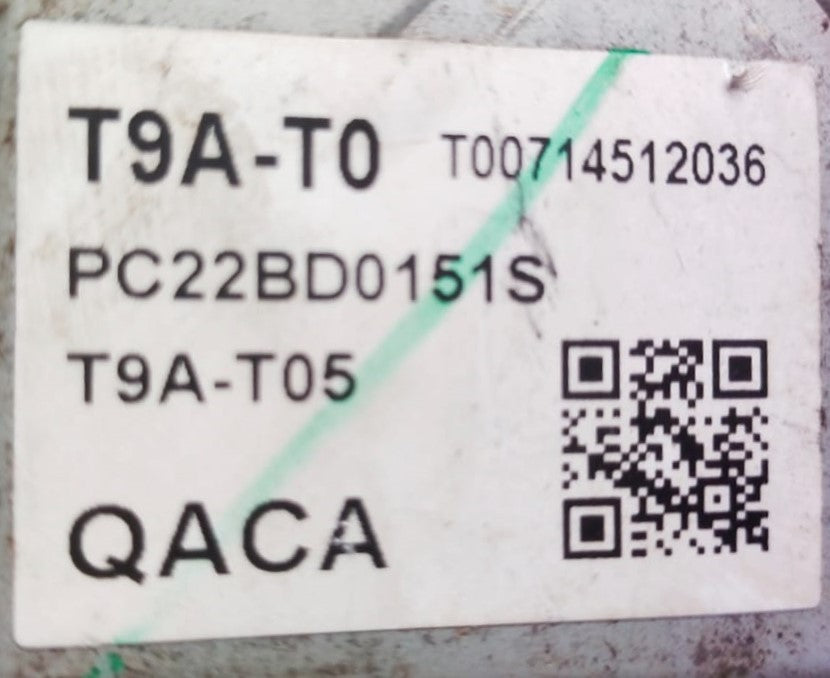 T9A-T0 T00714512036
PC22BD0151S
T9A-T05
QACA